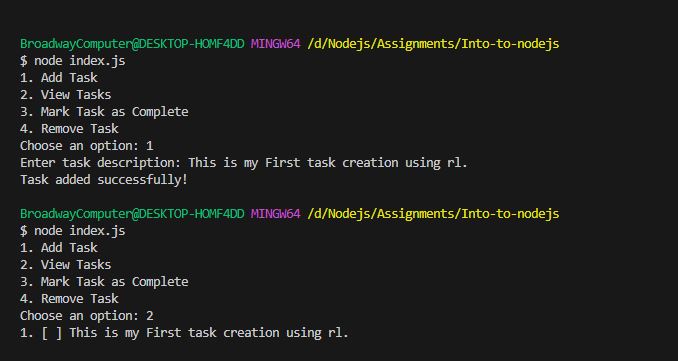 BroadwayComputer@DESKTOP-HOMF4DD MINGW64 /d/Nodejs/Assignments/Into-to-nodejs
$ node index.js
1. Add Task
2. View Tasks
3. Mark Task as Complete
4. Remove Task
Choose an option: 1
Enter task description: This is my First task creation using rl.
Task added successfully!
BroadwayComputer@DESKTOP-HOMF4DD MINGW64 /d/Nodejs/Assignments/Into-to-nodejs
$ node index.js
1. Add Task
2. View Tasks
3. Mark Task as Complete
4. Remove Task
Choose an option: 2
1. [ ] This is my First task creation using rl.